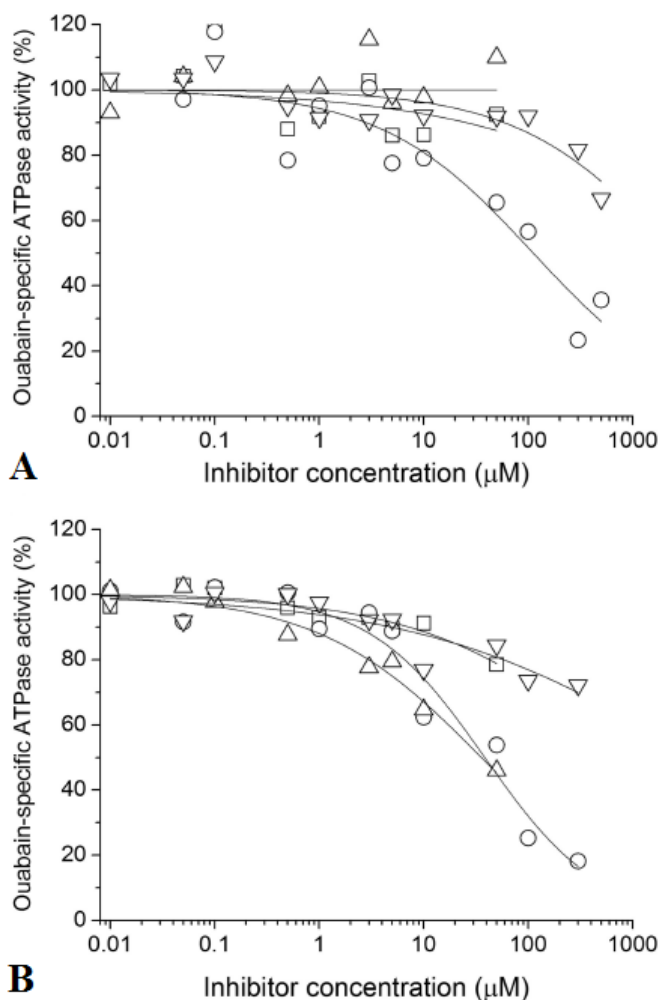 Ouabain-specific ATPase activity (%)
120
100
80
60
40
20
0
0.01 0.1 1 10 100 1000
Inhibitor concentration (μM)
A
Ouabain-specific ATPase activity (%)
120
100
80
60
40
20
0
0.01 0.1 1 10 100 1000
Inhibitor concentration (μM)
B